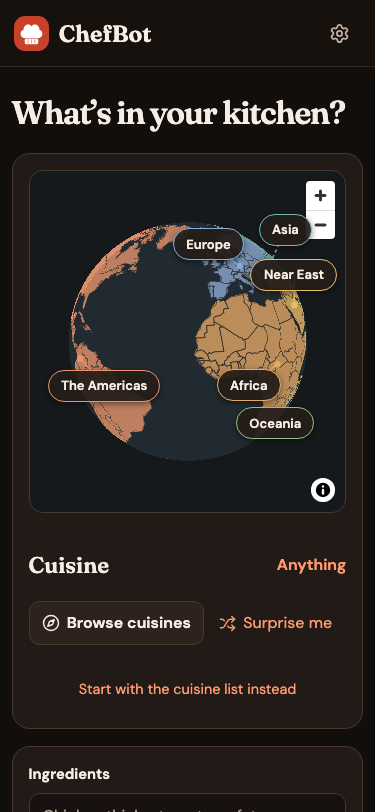 ChefBot
What's in your kitchen?
+
Asia
−
Europe
Near East
The Americas
Africa
Oceania
Cuisine
Anything
Browse cuisines
Surprise me
Start with the cuisine list instead
Ingredients